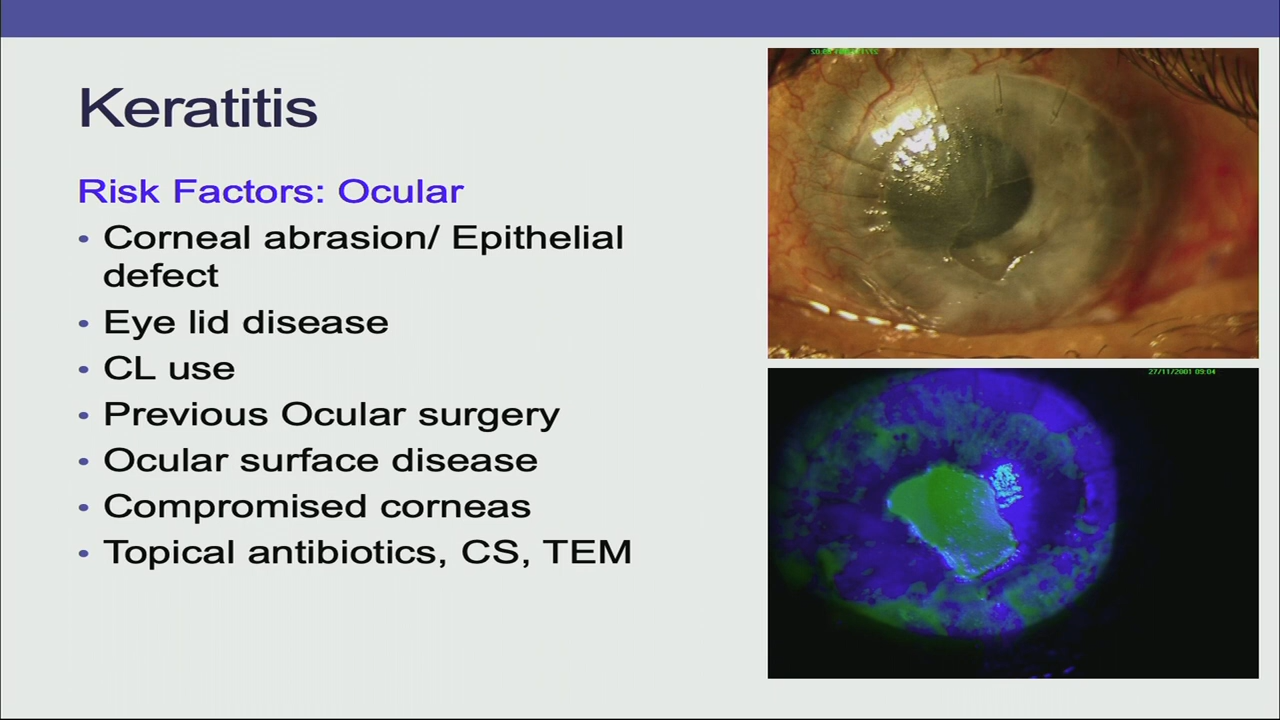 Keratitis
Risk Factors: Ocular
• Corneal abrasion/ Epithelial
defect
• Eye lid disease
• CL use
• Previous Ocular surgery
• Ocular surface disease
• Compromised corneas
• Topical antibiotics, CS, TEM
27/11/2001 09:04